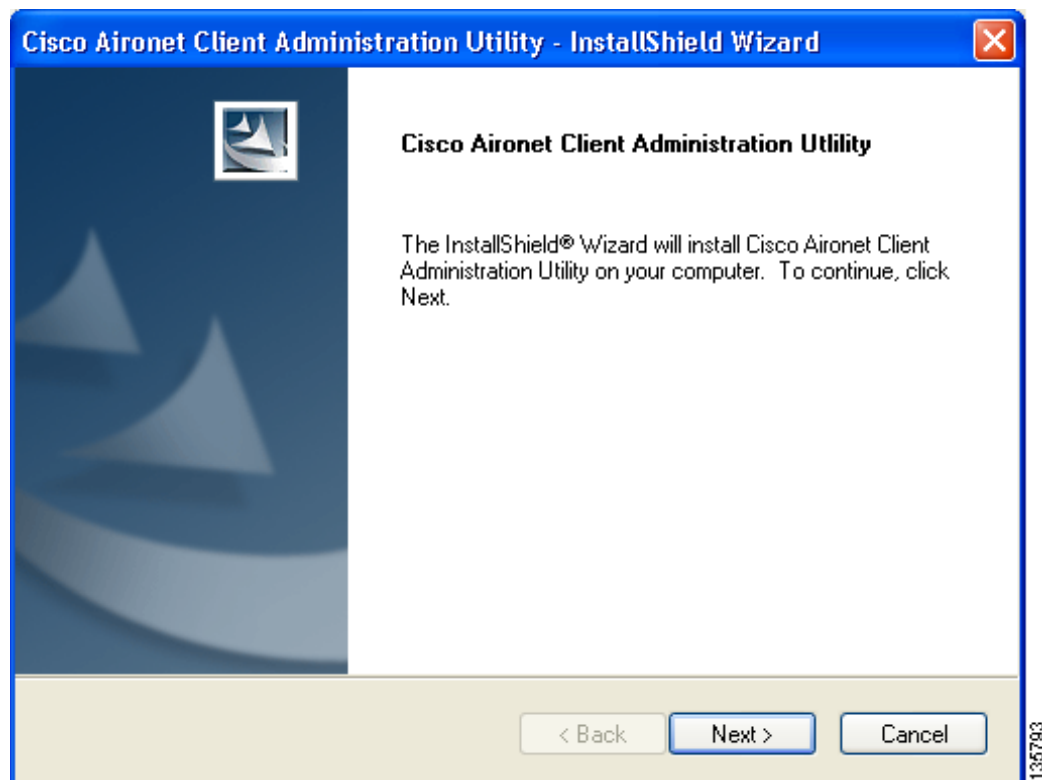 Cisco Aironet Client Administration Utility - InstallShield Wizard
Cisco Aironet Client Administration Utlility
The InstallShield® Wizard will install Cisco Aironet Client
Administration Utility on your computer. To continue, click
Next.
< Back
Next >
Cancel
135793